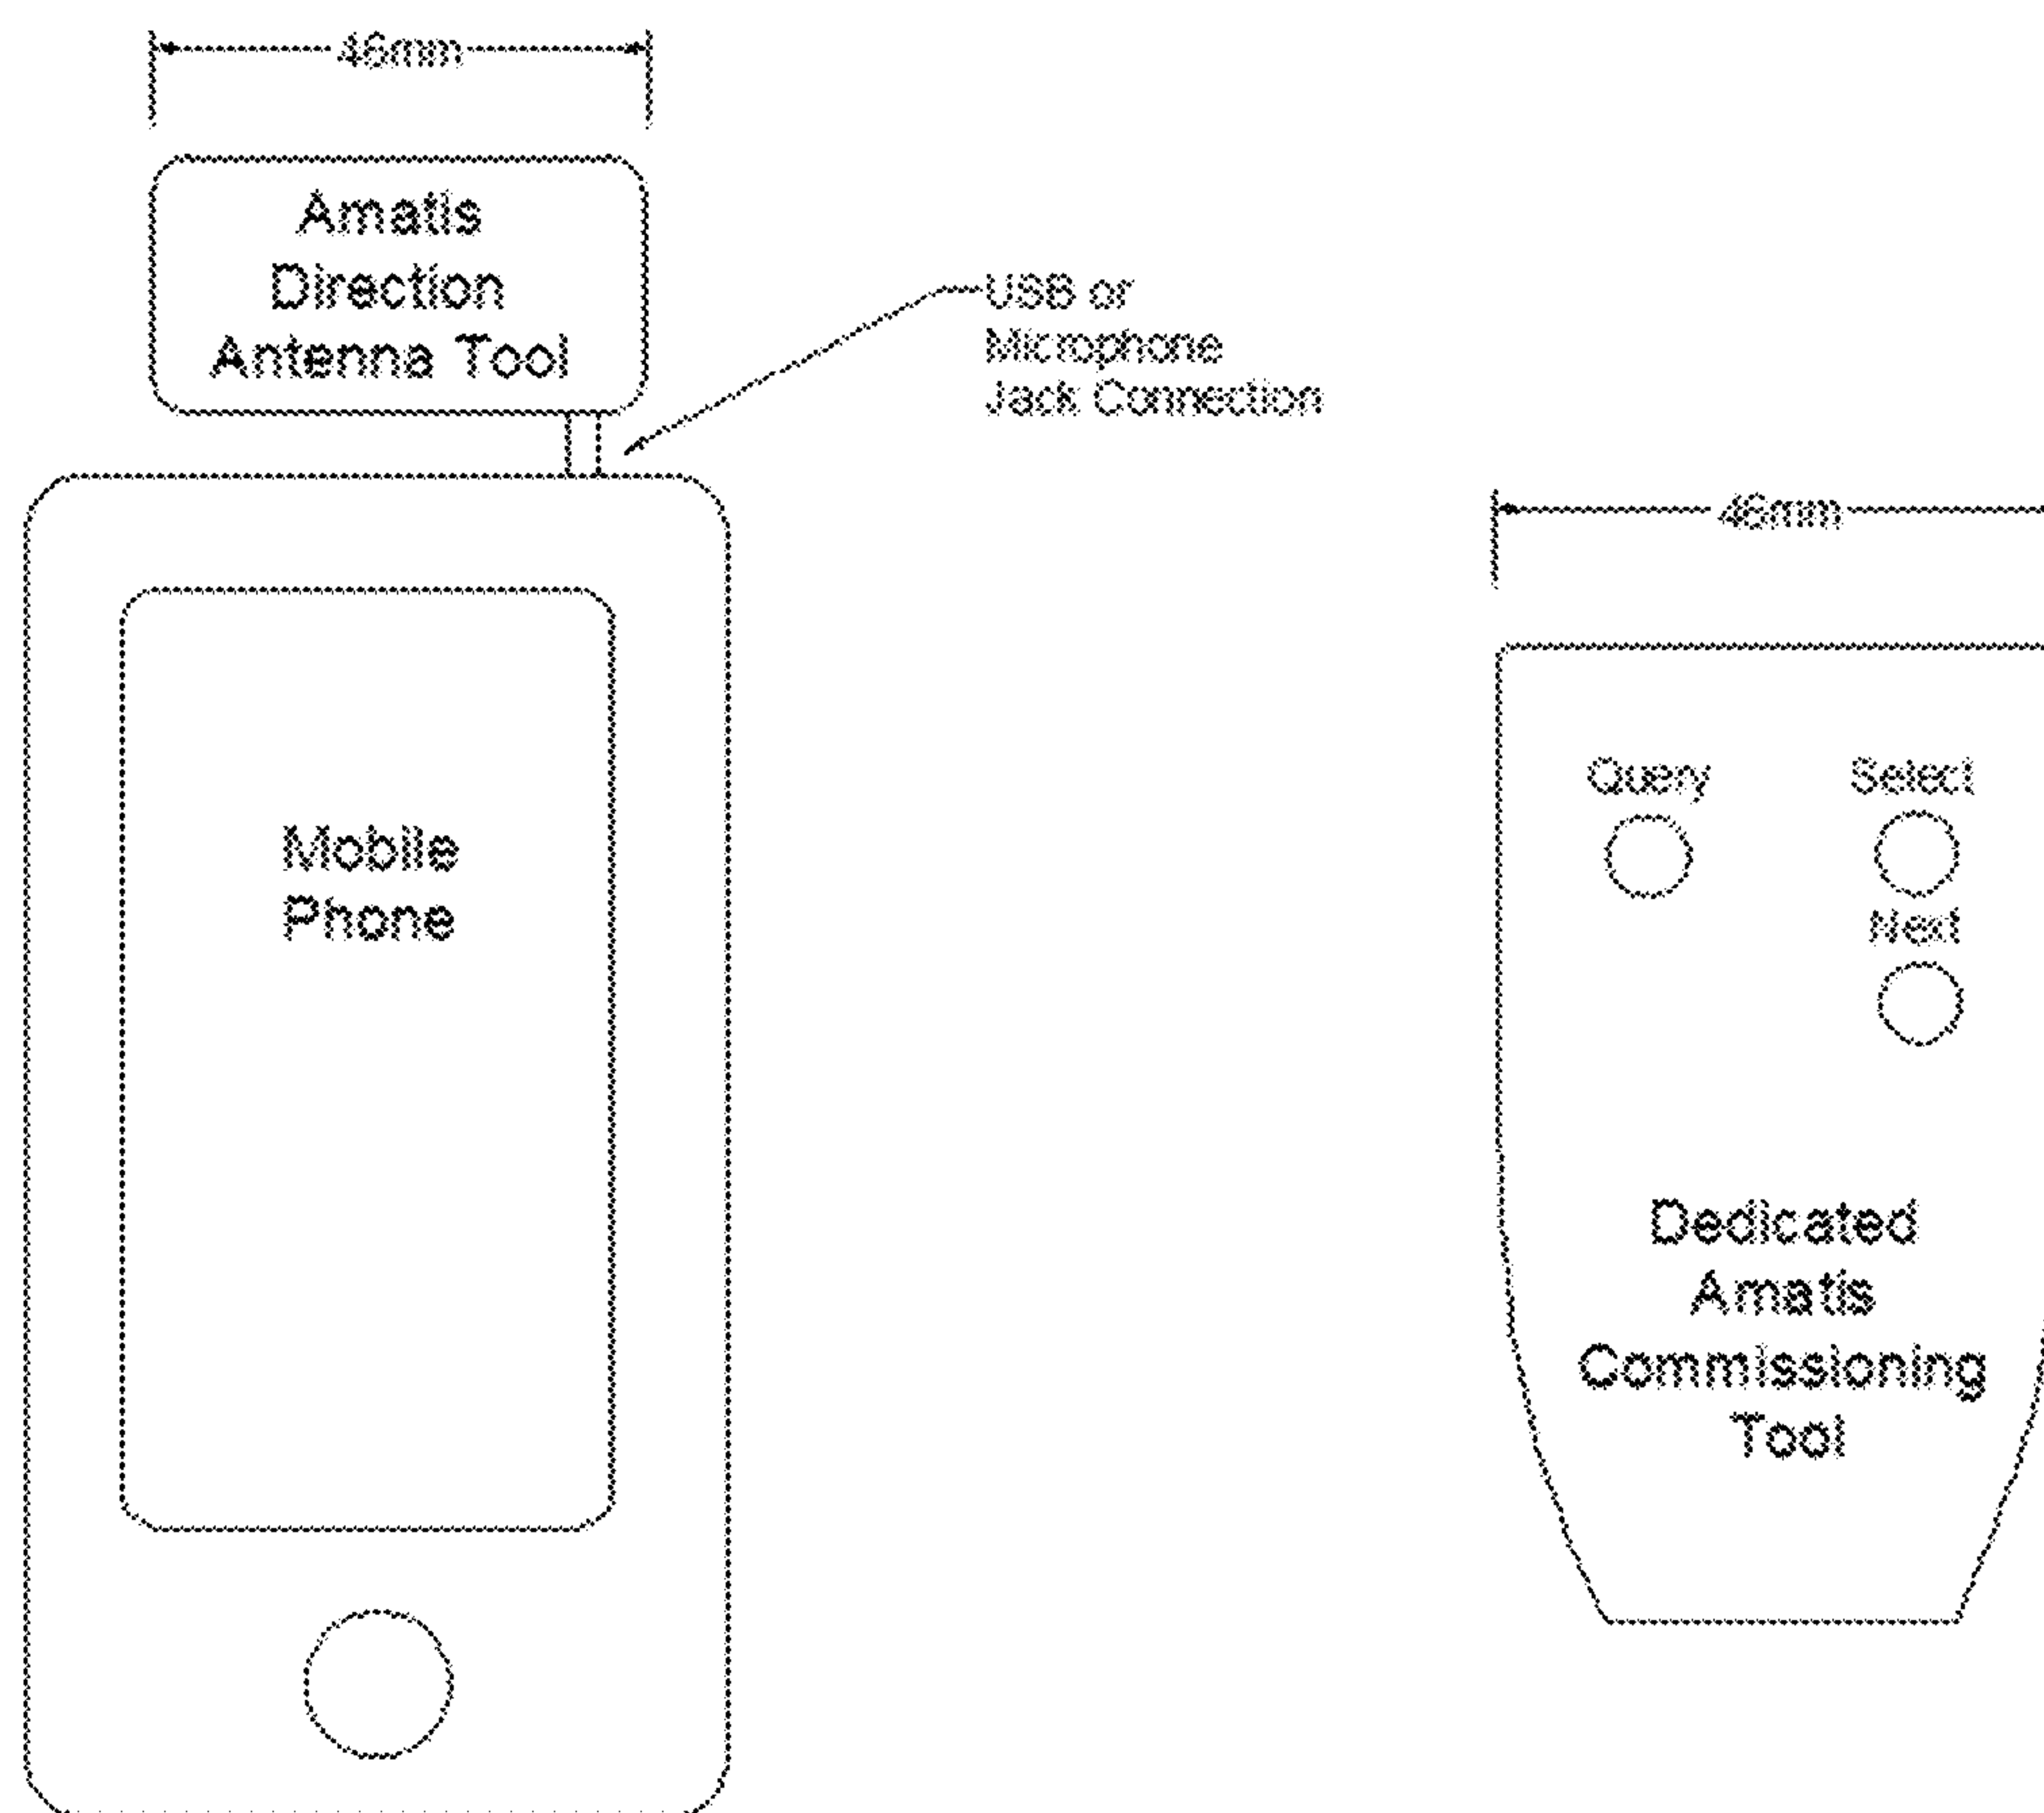 46mm
Amatis
Direction
Antenna Tool
USB or
Microphone
Jack Connection
46mm
Mobile
Phone
Query
Select
Next
Dedicated
Amatis
Commissioning
Tool